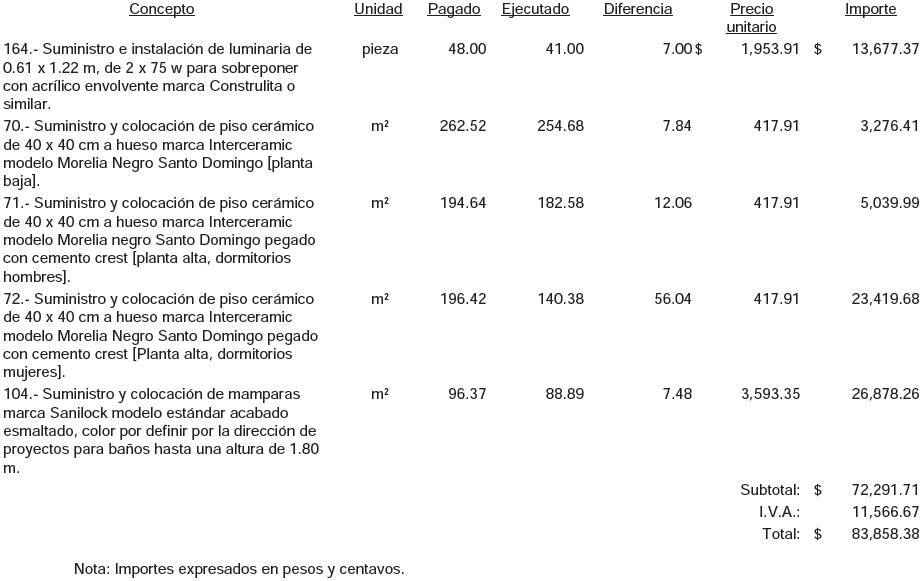 Concepto Unidad Pagado Ejecutado Diferencia Precio unitario Importe
164.- Suministro e instalación de luminaria de pieza 48.00 41.00 7.00 $ 1,953.91 $ 13,677.37
0.61 x 1.22 m, de 2 x 75 w para sobreponer
con acrílico envolvente marca Construlita o
similar.
70.- Suministro y colocación de piso cerámico m² 262.52 254.68 7.84 417.91 3,276.41
de 40 x 40 cm a hueso marca Interceramic
modelo Morelia Negro Santo Domingo [planta
baja].
71.- Suministro y colocación de piso cerámico m² 194.64 182.58 12.06 417.91 5,039.99
de 40 x 40 cm a hueso marca Interceramic
modelo Morelia negro Santo Domingo pegado
con cemento crest [planta alta, dormitorios
hombres].
72.- Suministro y colocación de piso cerámico m² 196.42 140.38 56.04 417.91 23,419.68
de 40 x 40 cm a hueso marca Interceramic
modelo Morelia Negro Santo Domingo pegado
con cemento crest [Planta alta, dormitorios
mujeres].
104.- Suministro y colocación de mamparas m² 96.37 88.89 7.48 3,593.35 26,878.26
marca Sanilock modelo estándar acabado
esmaltado, color por definir por la dirección de
proyectos para baños hasta una altura de 1.80
m.
Subtotal: $ 72,291.71
I.V.A.: 11,566.67
Total: $ 83,858.38
Nota: Importes expresados en pesos y centavos.